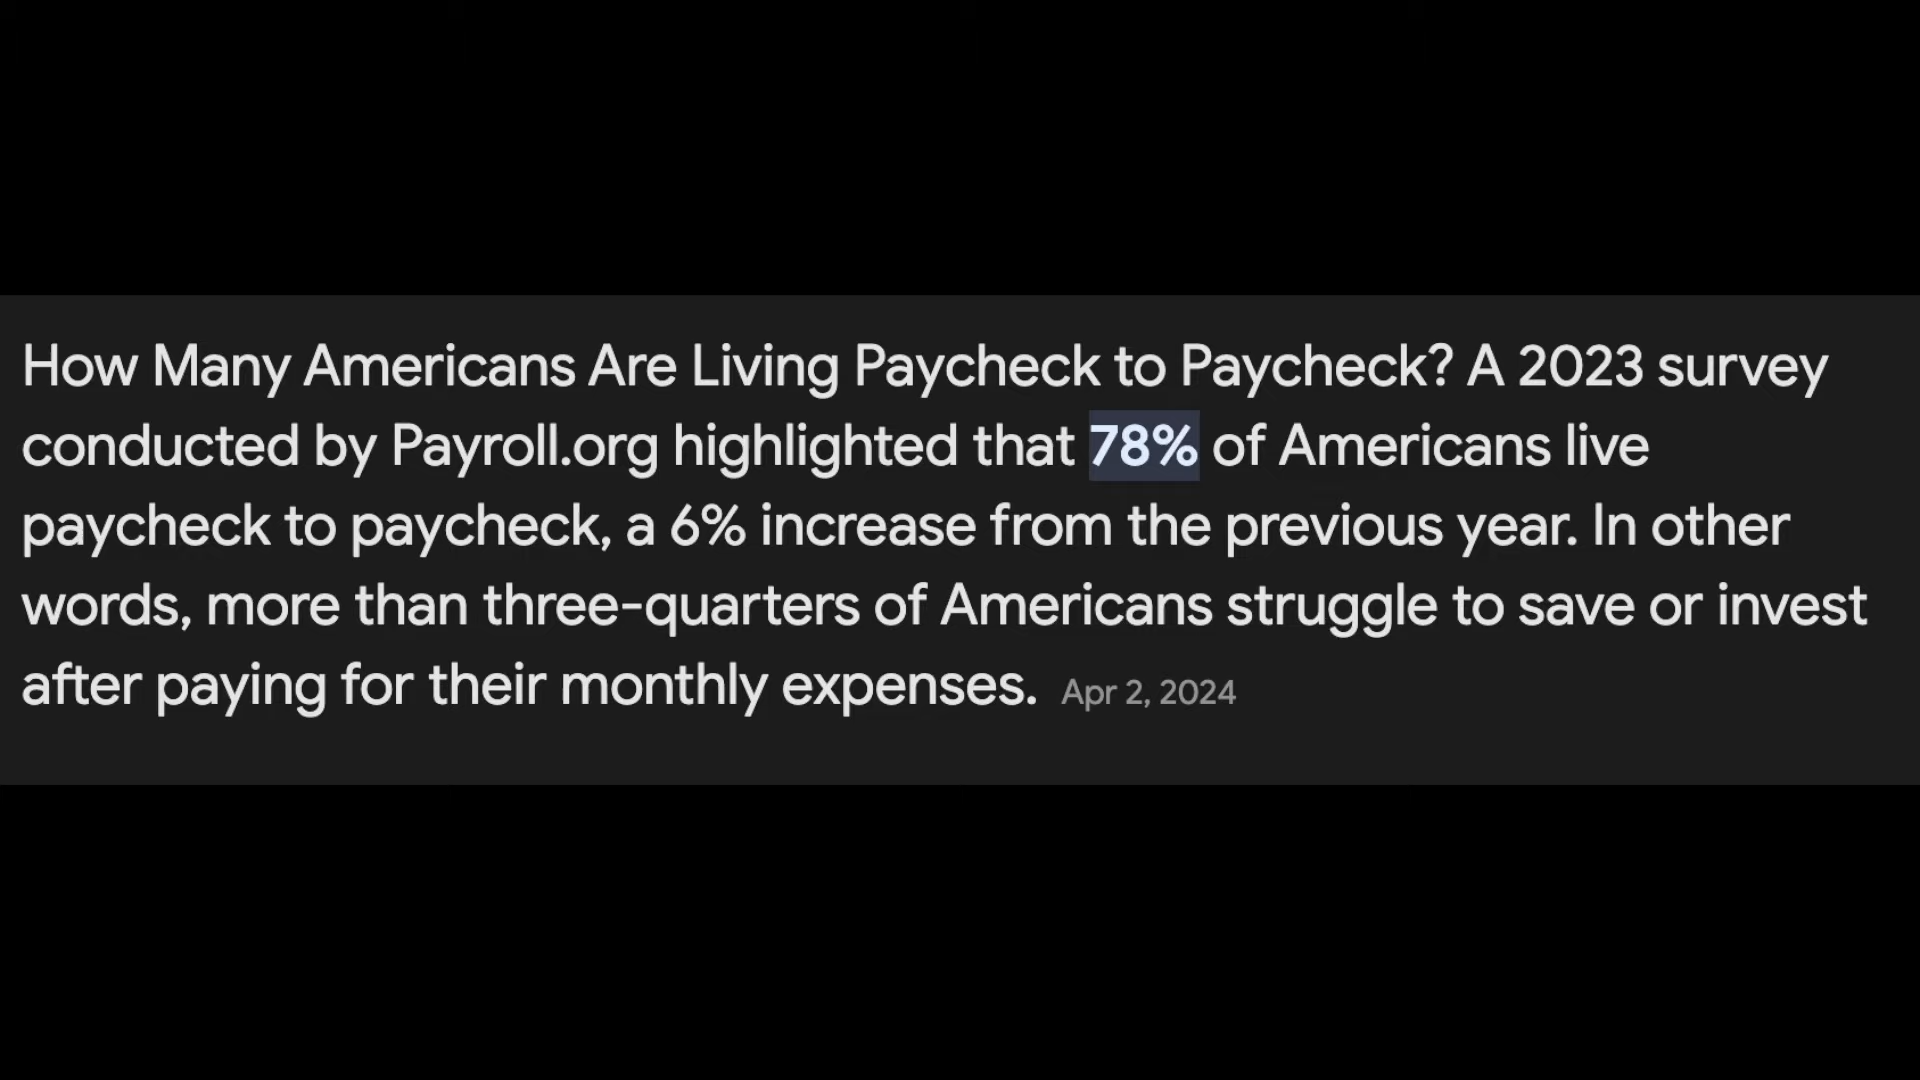 How Many Americans Are Living Paycheck to Paycheck? A 2023 survey
conducted by Payroll.org highlighted that 78% of Americans live
paycheck to paycheck, a 6% increase from the previous year. In other
words, more than three-quarters of Americans struggle to save or invest
after paying for their monthly expenses. Apr 2, 2024